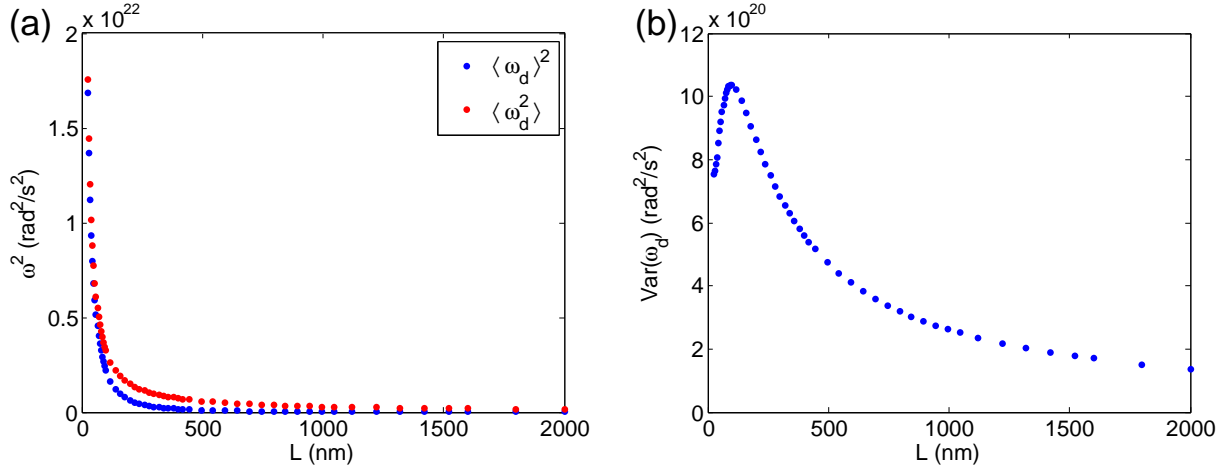 (a)
x 10^22
2
1.5
1
0.5
0
ω^2 (rad^2/s^2)
0 500 1000 1500 2000
L (nm)
⟨ ω_d ⟩^2
⟨ ω_d^2 ⟩
(b)
x 10^20
12
10
8
6
4
2
0
Var(ω_d) (rad^2/s^2)
0 500 1000 1500 2000
L (nm)